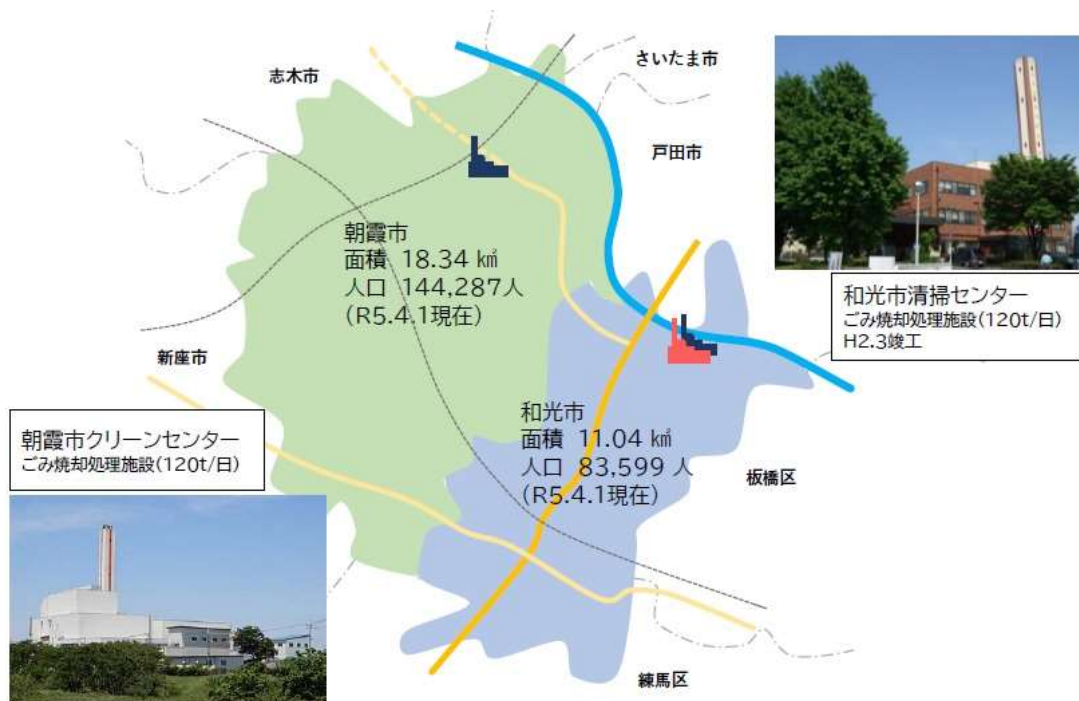 志木市
さいたま市
戸田市
朝霞市
面積 18.34 ㎢
人口 144,287人
(R5.4.1現在)
和光市清掃センター
ごみ焼却処理施設(120t/日)
H2.3竣工
新座市
朝霞市クリーンセンター
ごみ焼却処理施設(120t/日)
和光市
面積 11.04 ㎢
人口 83,599 人
(R5.4.1現在)
板橋区
練馬区